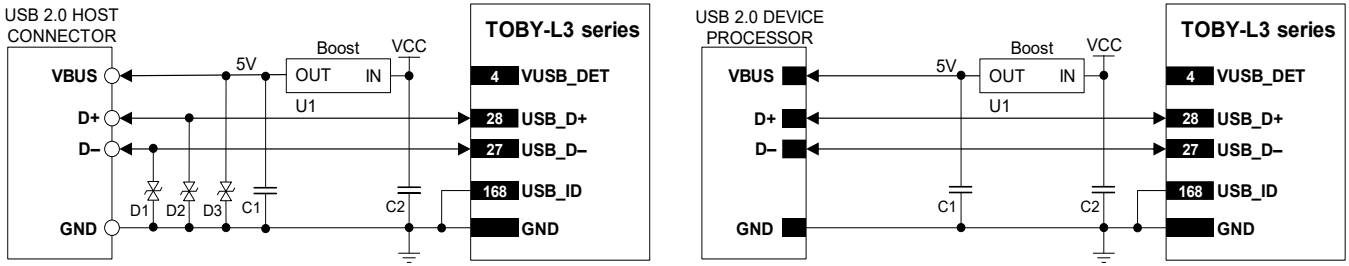 USB 2.0 HOST
CONNECTOR
VBUS
D+
D–
GND
5V
Boost
OUT IN
U1
VCC
D1
D2
D3
C1
C2
TOBY-L3 series
4 VUSB_DET
28 USB_D+
27 USB_D–
168 USB_ID
GND
USB 2.0 DEVICE
PROCESSOR
VBUS
D+
D–
GND
5V
Boost
OUT IN
U1
VCC
C1
C2
TOBY-L3 series
4 VUSB_DET
28 USB_D+
27 USB_D–
168 USB_ID
GND